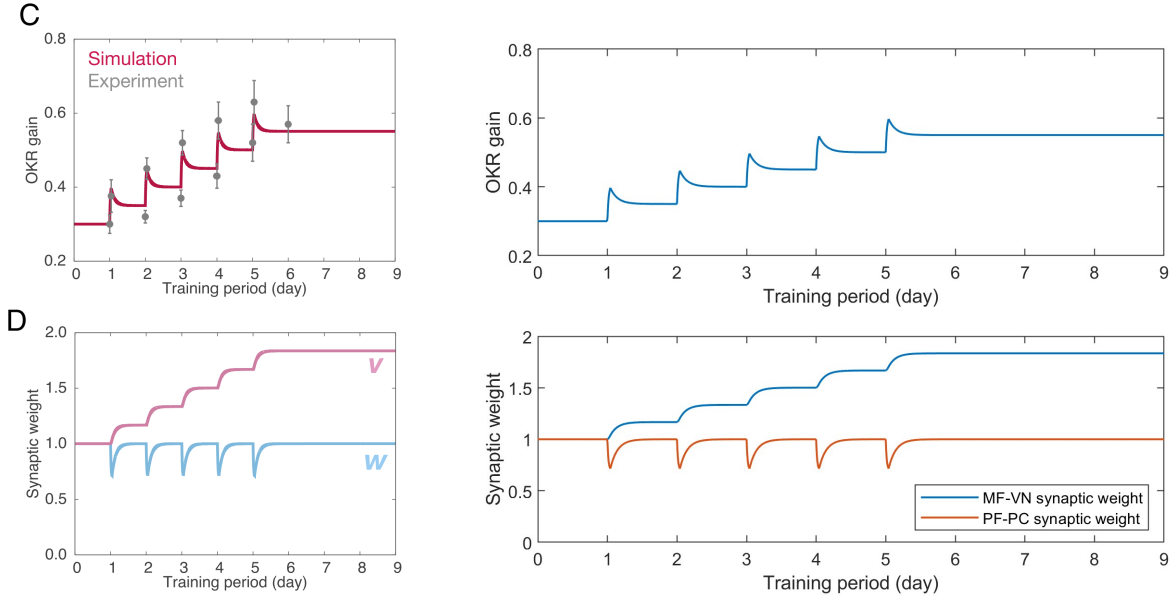 C
0.8
0.6
0.4
0.2
OKR gain
Simulation
Experiment
0 1 2 3 4 5 6 7 8 9
Training period (day)
0.8
0.6
0.4
0.2
OKR gain
0 1 2 3 4 5 6 7 8 9
Training period (day)
D
2.0
1.5
1.0
0.5
0.0
Synaptic weight
v
w
0 1 2 3 4 5 6 7 8 9
Training period (day)
2
1.5
1
0.5
0
Synaptic weight
MF-VN synaptic weight
PF-PC synaptic weight
0 1 2 3 4 5 6 7 8 9
Training period (day)